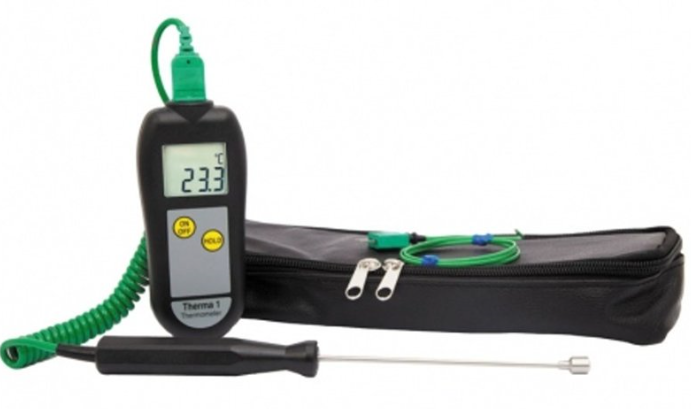 °C
23.3
ON
OFF
HOLD
Therma 1
Thermometer